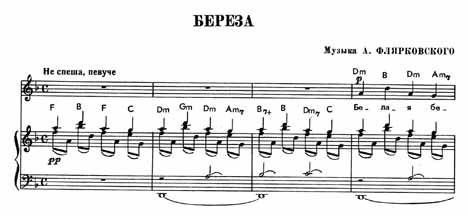 БЕРЕЗА
Музыка А. ФЛЯРКОВСКОГО
Не спеша, певуче
Dm B Dm Am7
p
F B F C Dm Gm Dm Am7 B7+ B Dm7 C
Бе- ла- я бе-
pp